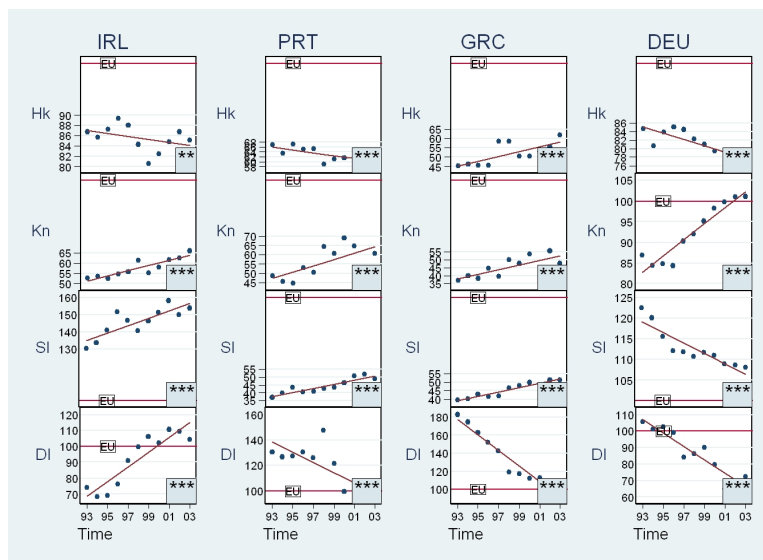 IRL PRT GRC DEU
EU EU EU
Hk 90 88 86 84 82 80 **
Hk ***
Hk 65 60 55 50 45 ***
Hk 86 84 82 80 78 76 ***
Kn EU 65 60 55 50 ***
Kn EU 70 60 50 40 ***
Kn EU 55 50 45 40 35 ***
Kn EU 105 100 95 90 85 80
SI 160 150 140 130 EU ***
SI EU 55 50 45 40 35 ***
SI EU 55 50 45 40 ***
SI 125 120 115 110 105 EU ***
DI 120 110 100 90 80 70 EU ***
DI 160 140 120 100 EU ***
DI 180 160 140 120 100 EU ***
DI 110 100 90 80 70 60 EU ***
93 95 97 99 01 03 93 95 97 99 01 03 93 95 97 99 01 03 93 95 97 99 01 03
Time Time Time Time